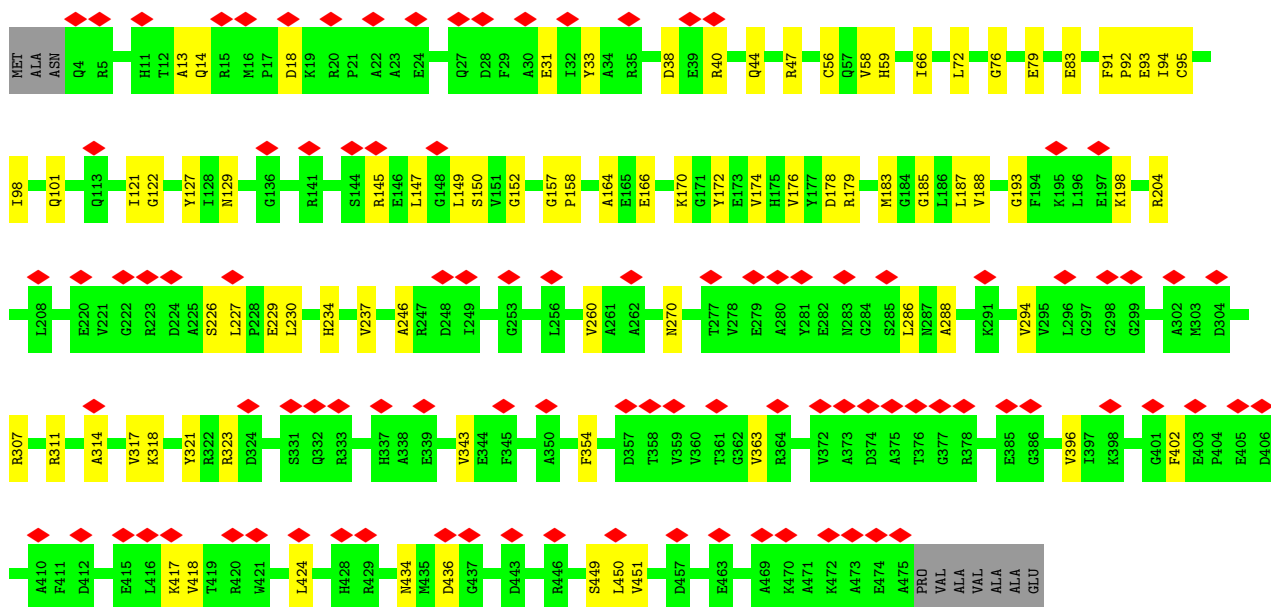 MET ALA ASN Q4 R5 H11 T12 A13 Q14 R15 M16 P17 D18 K19 R20 P21 A22 A23 E24 Q27 D28 F29 A30 E31 I32 Y33 A34 R35 D38 E39 R40 Q44 R47 C56 Q57 V58 H59 I66 L72 G76 E79 E83 F91 P92 E93 I94 C95
I98 Q101 Q113 I121 G122 Y127 I128 N129 G136 R141 S144 R145 E146 L147 G148 L149 S150 V151 G152 G157 P158 A164 E165 E166 K170 G171 Y172 E173 V174 H175 V176 Y177 D178 R179 M183 G184 G185 L186 L187 V188 G193 F194 K195 L196 E197 K198 R204
L208 E220 V221 G222 R223 D224 A225 S226 L227 P228 E229 L230 H234 V237 A246 R247 D248 I249 G253 L256 V260 A261 A262 N270 T277 V278 E279 A280 Y281 E282 N283 G284 S285 L286 N287 A288 K291 V294 V295 L296 G297 G298 G299 A302 M303 D304
R307 R311 A314 V317 K318 Y321 R322 R323 D324 S331 Q332 R333 H337 A338 E339 V343 E344 F345 A350 F354 D357 T358 V359 V360 T361 G362 V363 R364 V372 A373 D374 A375 T376 G377 R378 E385 G386 V396 I397 K398 G401 F402 E403 P404 E405 D406
A410 F411 D412 E415 L416 K417 V418 T419 R420 W421 L424 H428 R429 N434 M435 D436 G437 D443 R446 S449 L450 V451 D457 E463 A469 K470 A471 K472 A473 E474 A475 PRO VAL ALA VAL ALA ALA GLU